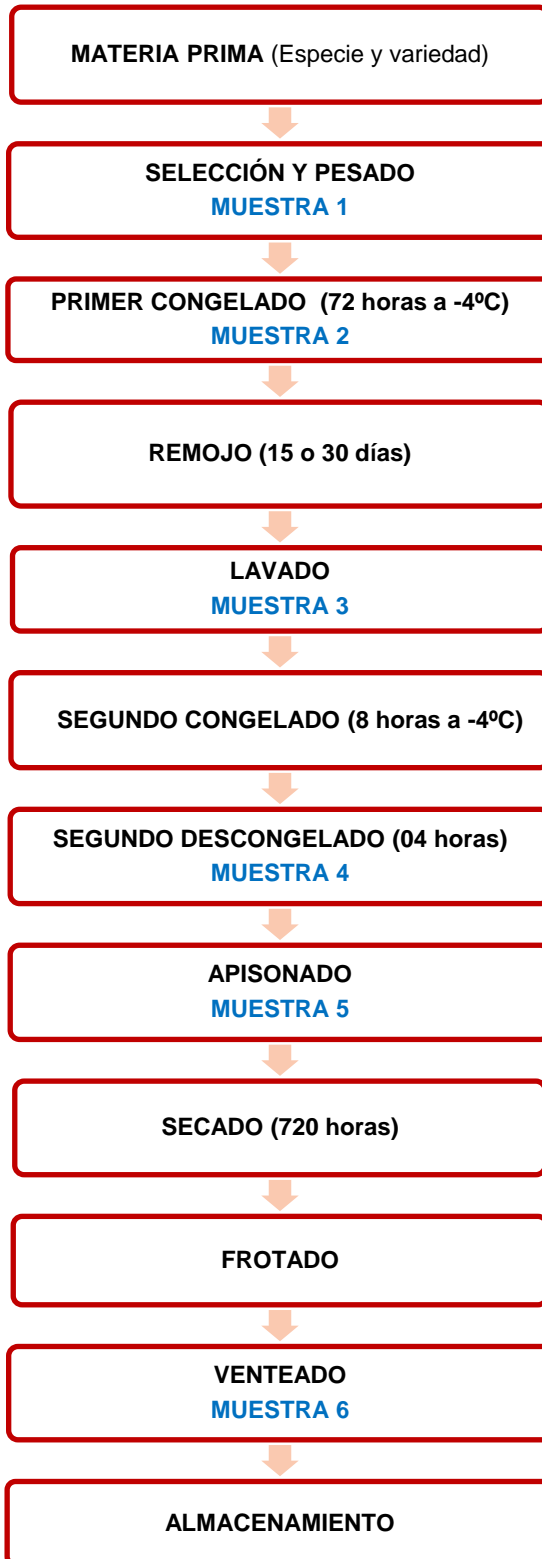 MATERIA PRIMA (Especie y variedad)
SELECCIÓN Y PESADO
MUESTRA 1
PRIMER CONGELADO (72 horas a -4ºC)
MUESTRA 2
REMOJO (15 o 30 días)
LAVADO
MUESTRA 3
SEGUNDO CONGELADO (8 horas a -4ºC)
SEGUNDO DESCONGELADO (04 horas)
MUESTRA 4
APISONADO
MUESTRA 5
SECADO (720 horas)
FROTADO
VENTEADO
MUESTRA 6
ALMACENAMIENTO